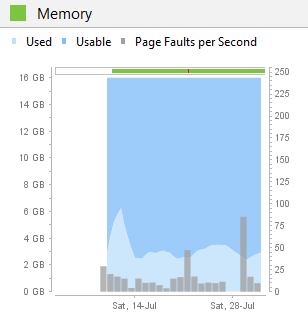 Memory
Used Usable Page Faults per Second
16 GB 250
14 GB 225
12 GB 200
10 GB 175
8 GB 150
6 GB 125
4 GB 100
2 GB 75
0 GB 50
25
0
Sat, 14-Jul Sat, 28-Jul